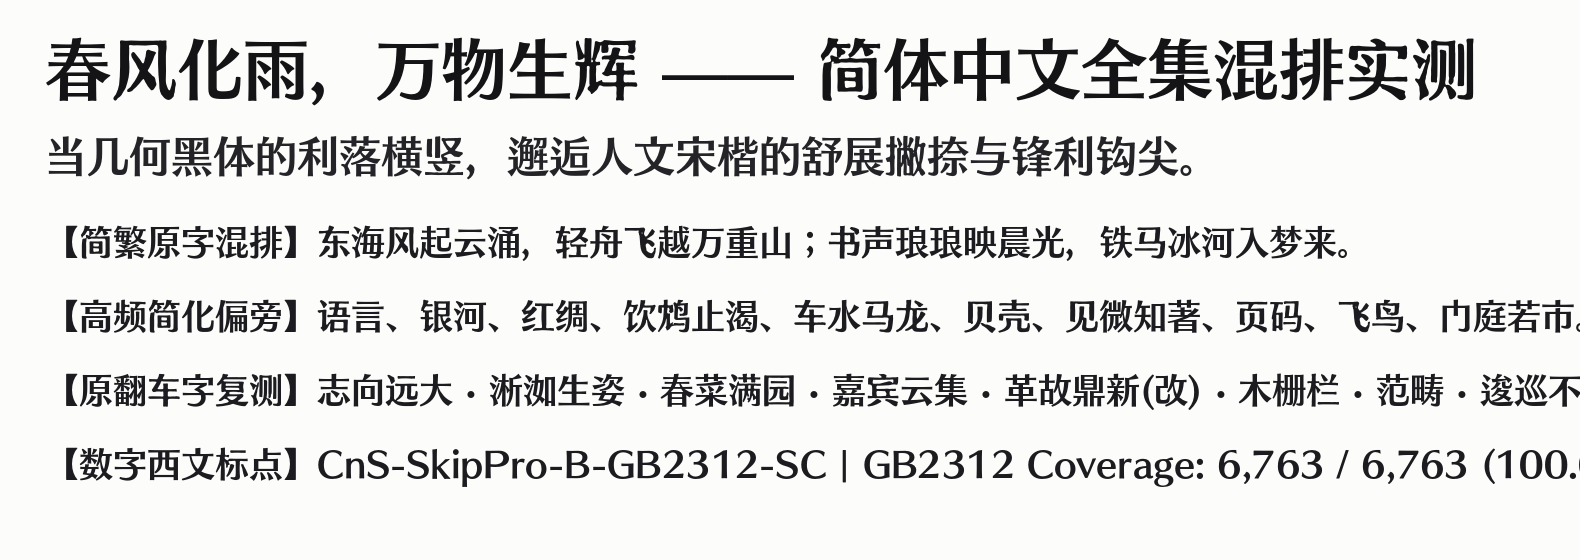 春风化雨，万物生辉 —— 简体中文全集混排实测
当几何黑体的利落横竖，邂逅人文宋楷的舒展撇捺与锋利钩尖。
【简繁原字混排】东海风起云涌，轻舟飞越万重山；书声琅琅映晨光，铁马冰河入梦来。
【高频简化偏旁】语言、银河、红绸、饮鸩止渴、车水马龙、贝壳、见微知著、页码、飞鸟、门庭若市。
【原翻车字复测】志向远大 · 淅洳生姿 · 春菜满园 · 嘉宾云集 · 革故鼎新(改) · 木栅栏 · 范畴 · 逡巡不
【数字西文标点】CnS-SkipPro-B-GB2312-SC | GB2312 Coverage: 6,763 / 6,763 (100.